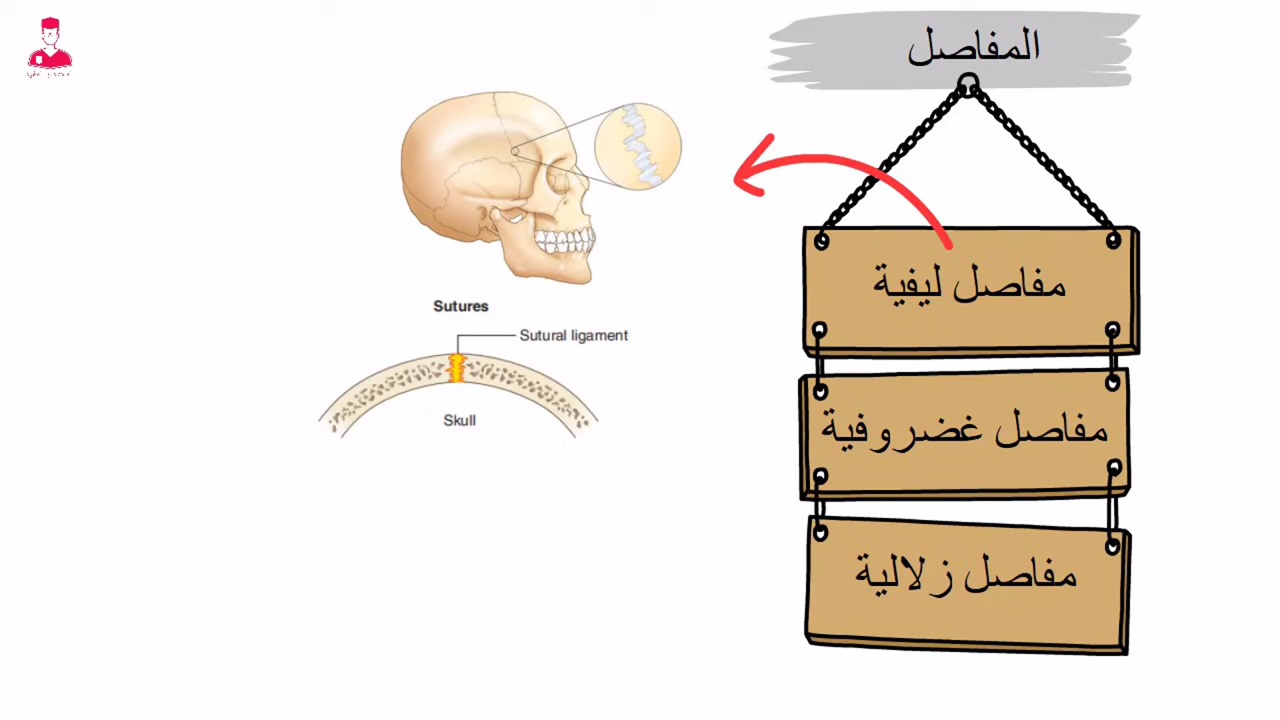 المفاصل
مفاصل ليفية
مفاصل غضروفية
مفاصل زلالية
Sutures
Sutural ligament
Skull